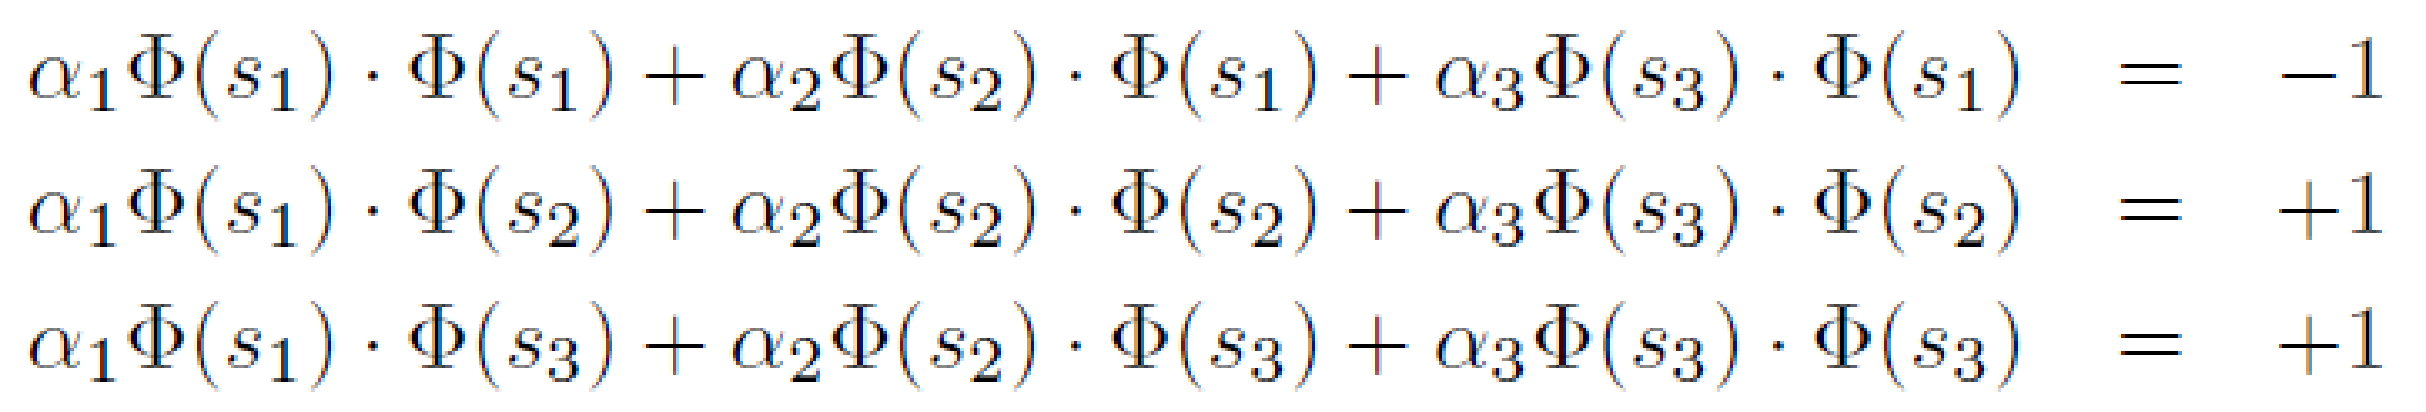 α₁Φ(s₁) · Φ(s₁) + α₂Φ(s₂) · Φ(s₁) + α₃Φ(s₃) · Φ(s₁) = −1
α₁Φ(s₁) · Φ(s₂) + α₂Φ(s₂) · Φ(s₂) + α₃Φ(s₃) · Φ(s₂) = +1
α₁Φ(s₁) · Φ(s₃) + α₂Φ(s₂) · Φ(s₃) + α₃Φ(s₃) · Φ(s₃) = +1